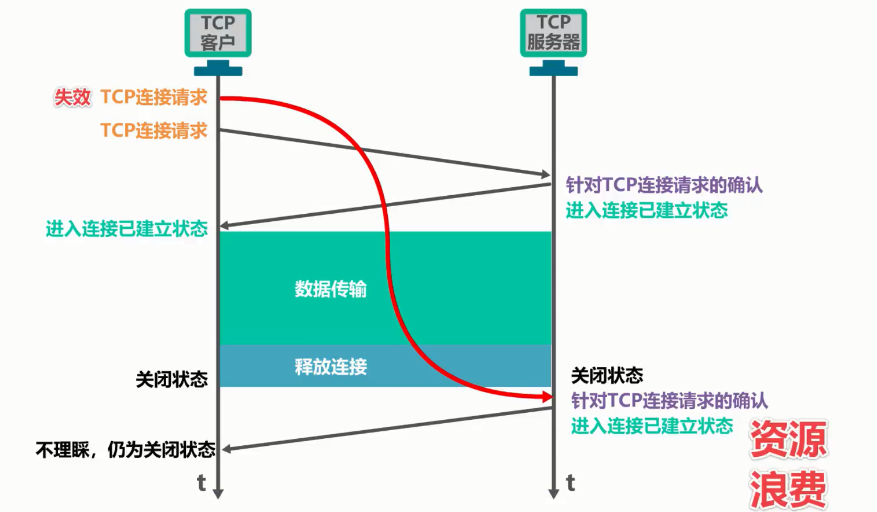 TCP
客户
TCP
服务器
失效 TCP连接请求
TCP连接请求
针对TCP连接请求的确认
进入连接已建立状态
进入连接已建立状态
数据传输
释放连接
关闭状态
关闭状态
针对TCP连接请求的确认
进入连接已建立状态
不理睬，仍为关闭状态
资源
浪费
t
t